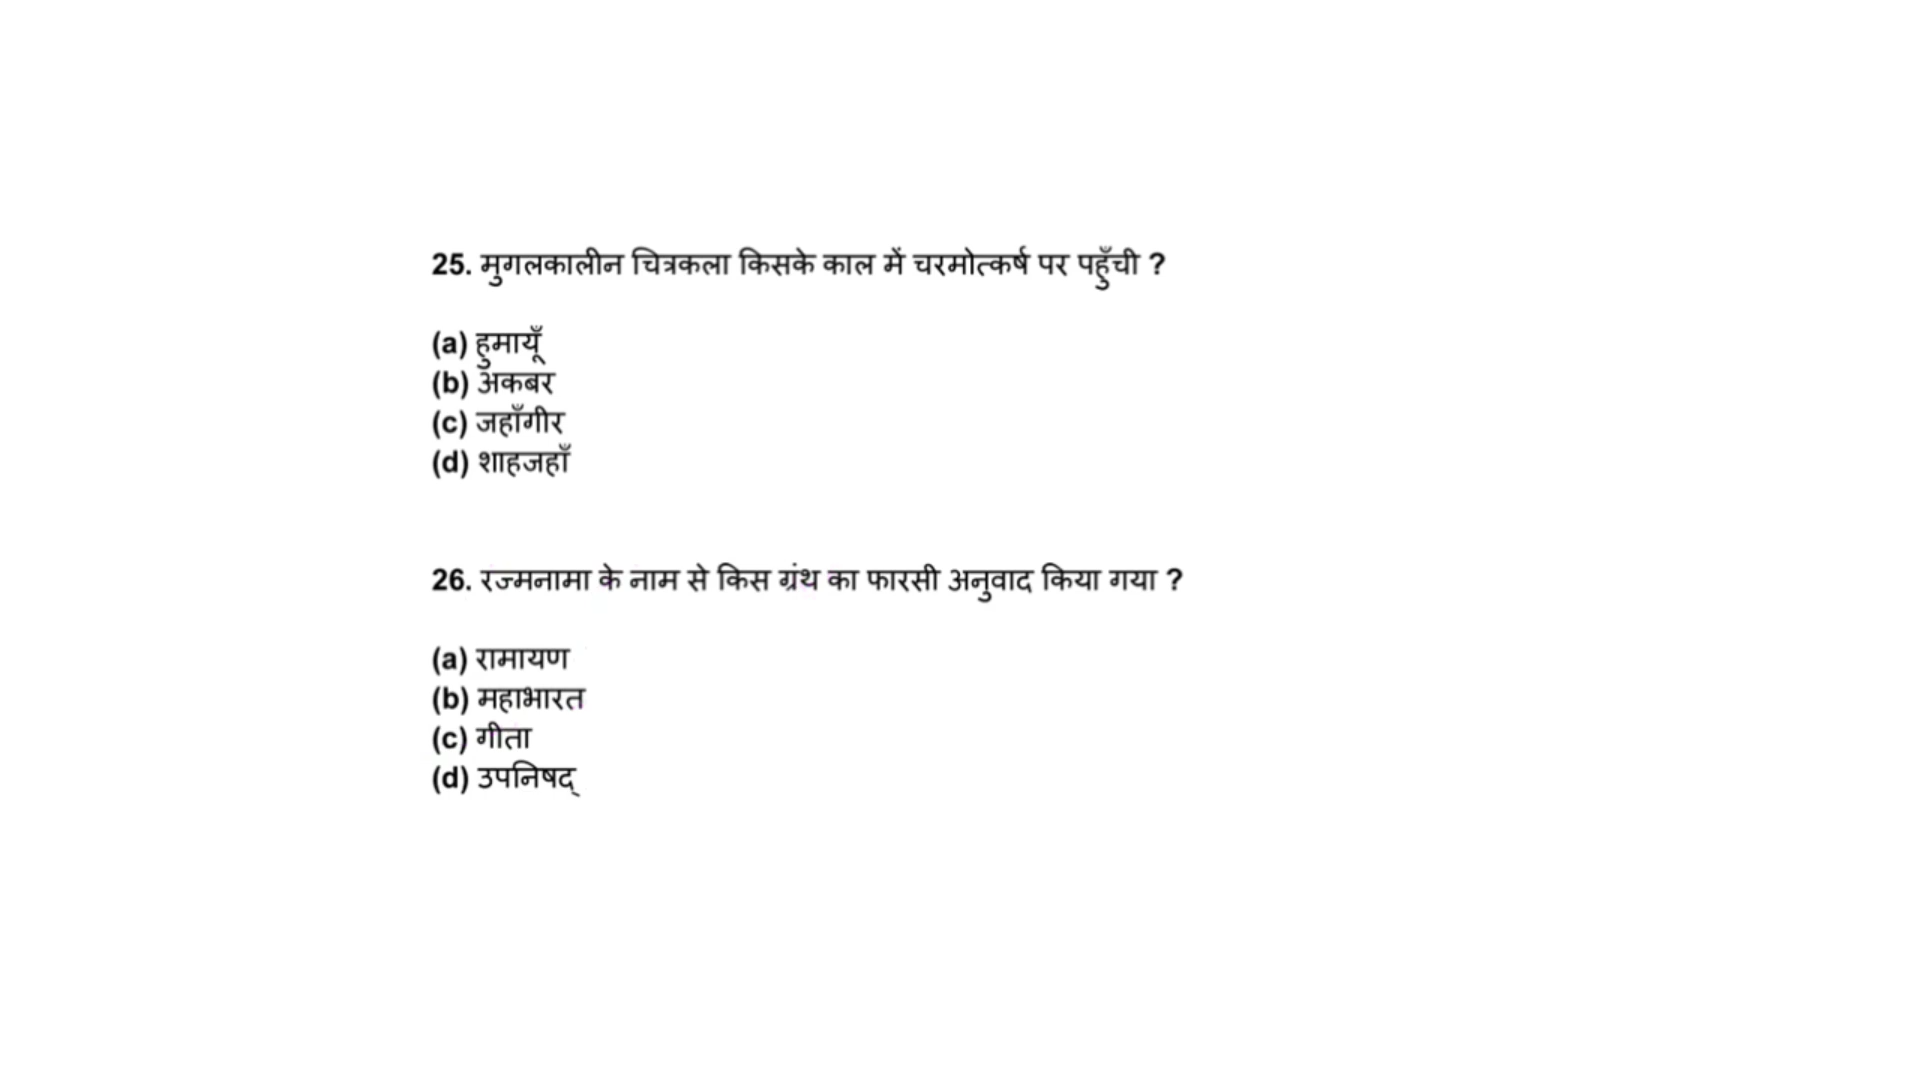 25. मुगलकालीन चित्रकला किसके काल में चरमोत्कर्ष पर पहुँची ?
(a) हुमायूँ
(b) अकबर
(c) जहाँगीर
(d) शाहजहाँ
26. रज्मनामा के नाम से किस ग्रंथ का फारसी अनुवाद किया गया ?
(a) रामायण
(b) महाभारत
(c) गीता
(d) उपनिषद्